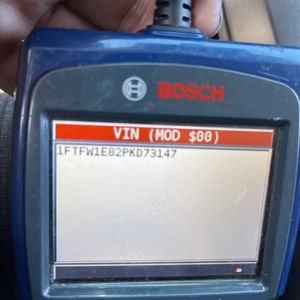 BOSCH
VIN (MOD $00)
1FTFW1E82PKD73147